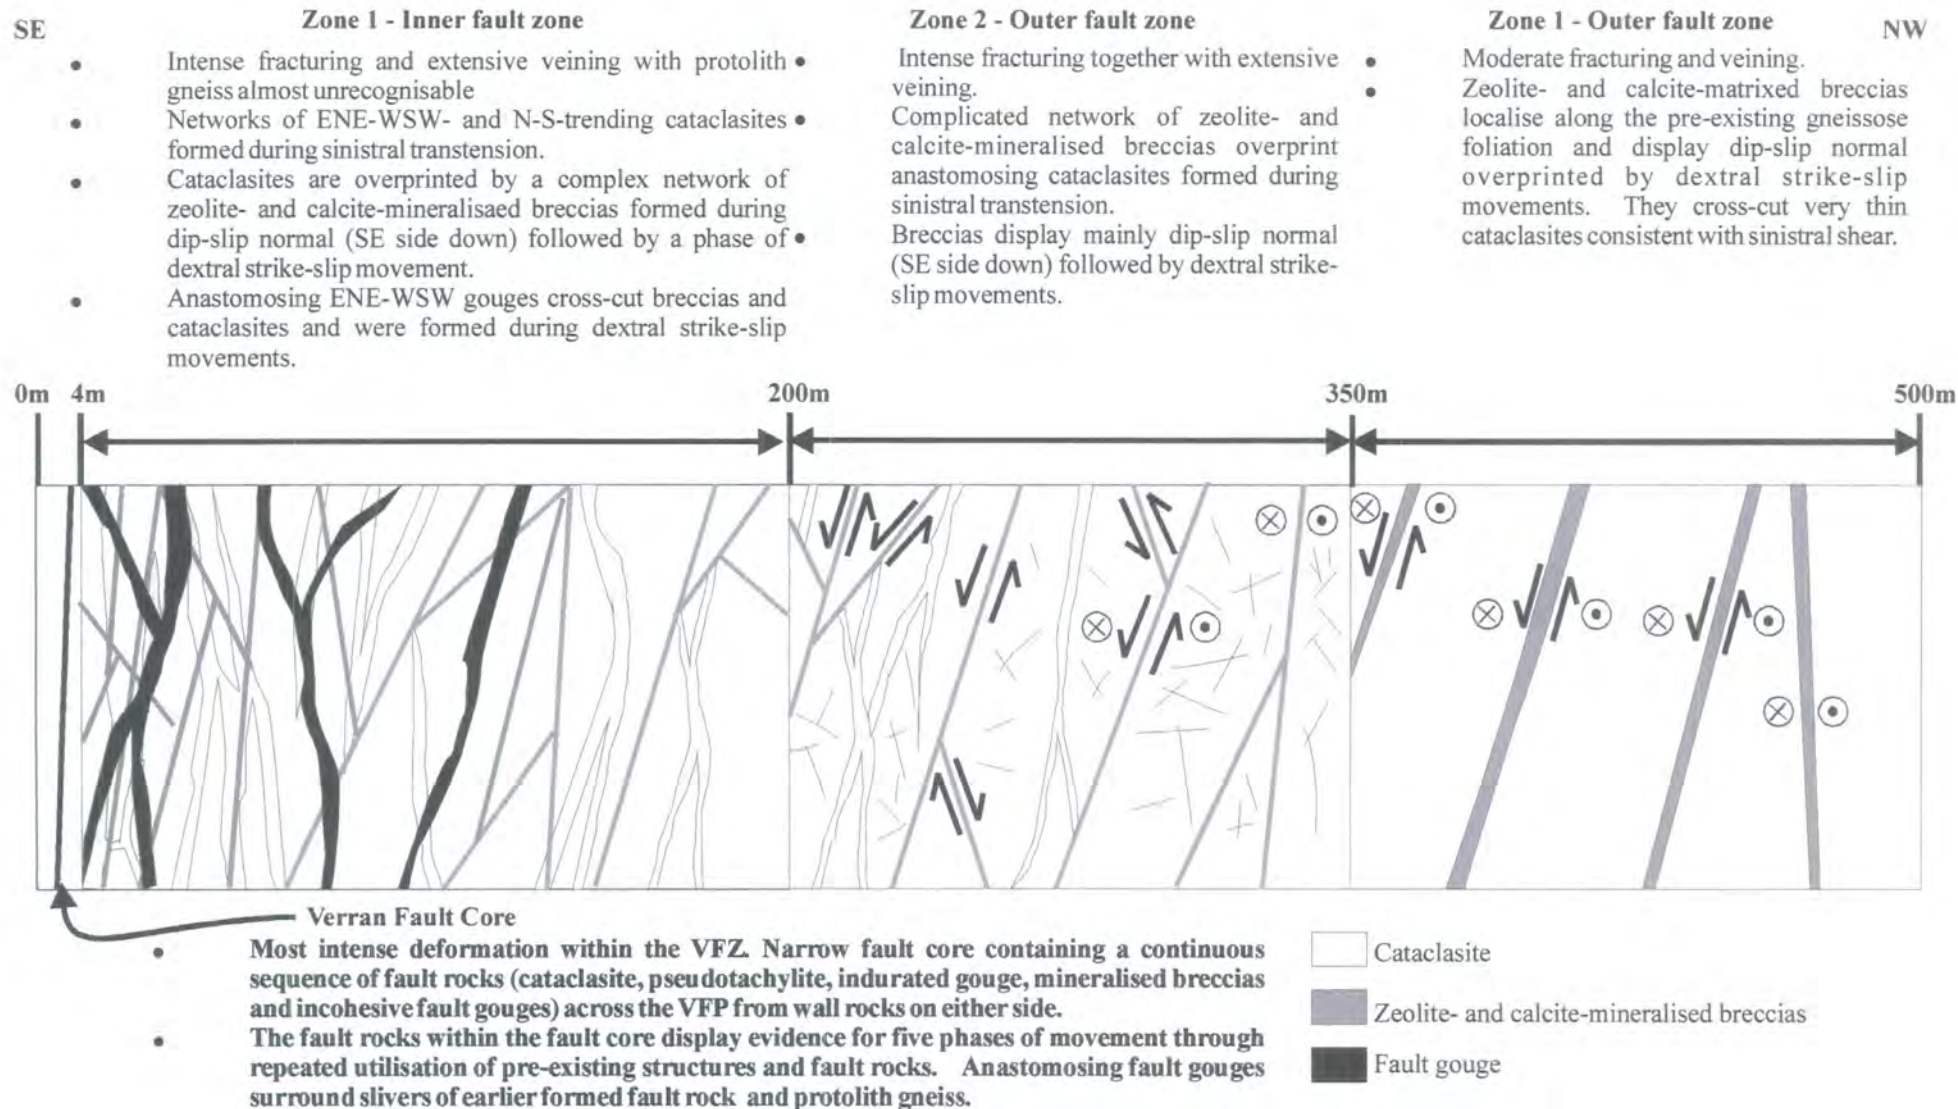 SE
Zone 1 - Inner fault zone
• Intense fracturing and extensive veining with protolith
gneiss almost unrecognisable
• Networks of ENE-WSW- and N-S-trending cataclasites
formed during sinistral transtension.
• Cataclasites are overprinted by a complex network of
zeolite- and calcite-mineralisaed breccias formed during
dip-slip normal (SE side down) followed by a phase of
dextral strike-slip movement.
• Anastomosing ENE-WSW gouges cross-cut breccias and
cataclasites and were formed during dextral strike-slip
movements.
Zone 2 - Outer fault zone
• Intense fracturing together with extensive
veining.
• Complicated network of zeolite- and
calcite-mineralised breccias overprint
anastomosing cataclasites formed during
sinistral transtension.
• Breccias display mainly dip-slip normal
(SE side down) followed by dextral strike-
slip movements.
Zone 1 - Outer fault zone
NW
• Moderate fracturing and veining.
• Zeolite- and calcite-matrixed breccias
localise along the pre-existing gneissose
foliation and display dip-slip normal
overprinted by dextral strike-slip
movements. They cross-cut very thin
cataclasites consistent with sinistral shear.
0m 4m 200m 350m 500m
Verran Fault Core
• Most intense deformation within the VFZ. Narrow fault core containing a continuous
sequence of fault rocks (cataclasite, pseudotachylite, indurated gouge, mineralised breccias
and incohesive fault gouges) across the VFP from wall rocks on either side.
• The fault rocks within the fault core display evidence for five phases of movement through
repeated utilisation of pre-existing structures and fault rocks. Anastomosing fault gouges
surround slivers of earlier formed fault rock and protolith gneiss.
Cataclasite
Zeolite- and calcite-mineralised breccias
Fault gouge